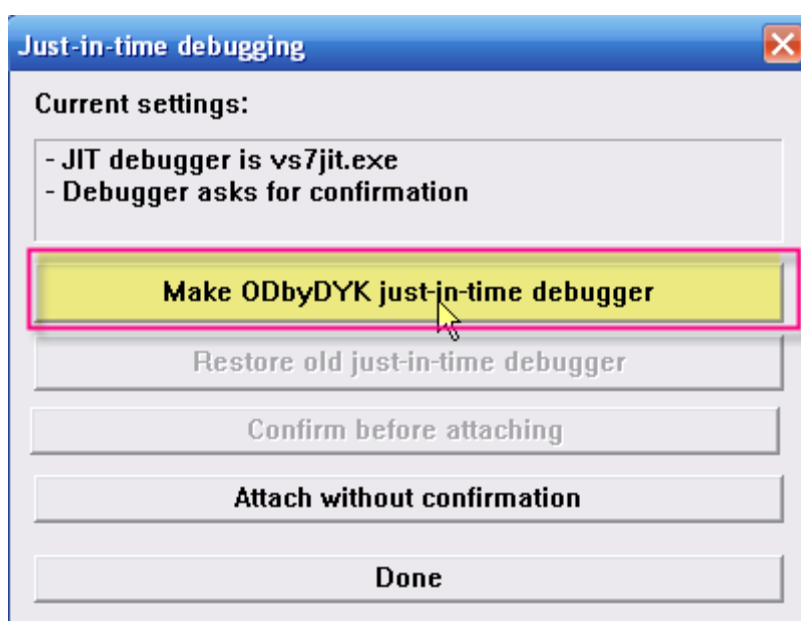 Just-in-time debugging
Current settings:
- JIT debugger is vs7jit.exe
- Debugger asks for confirmation
Make ODbyDYK just-in-time debugger
Restore old just-in-time debugger
Confirm before attaching
Attach without confirmation
Done